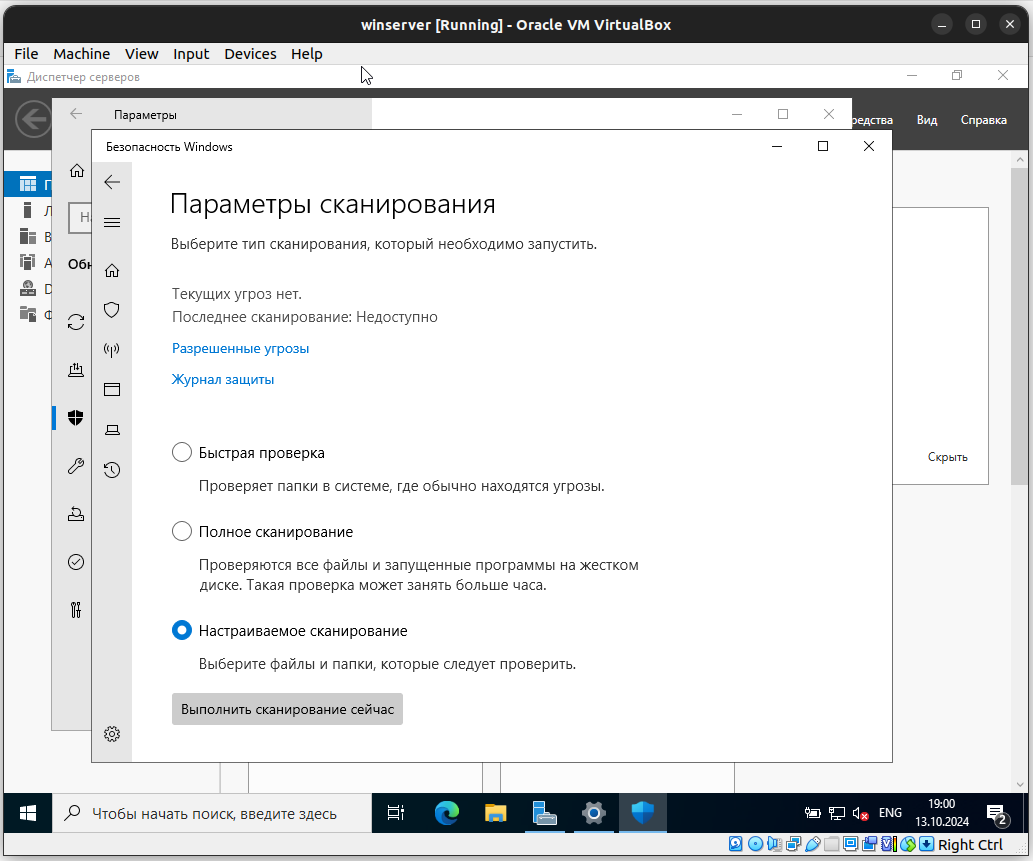 winserver [Running] - Oracle VM VirtualBox
File Machine View Input Devices Help
Диспетчер серверов
Параметры
Вид Справка
Безопасность Windows
Параметры сканирования
Выберите тип сканирования, который необходимо запустить.
Текущих угроз нет.
Последнее сканирование: Недоступно
Разрешенные угрозы
Журнал защиты
Быстрая проверка
Проверяет папки в системе, где обычно находятся угрозы.
Полное сканирование
Проверяются все файлы и запущенные программы на жестком
диске. Такая проверка может занять больше часа.
Настраиваемое сканирование
Выберите файлы и папки, которые следует проверить.
Выполнить сканирование сейчас
Скрыть
Чтобы начать поиск, введите здесь
ENG
19:00
13.10.2024
2
Right Ctrl